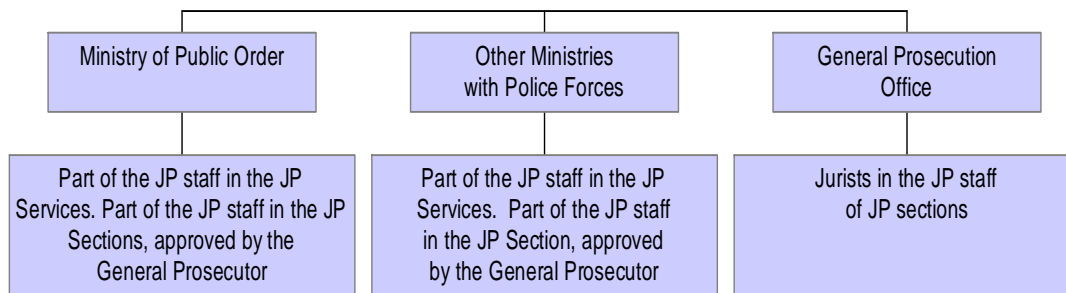 Ministry of Public Order
Other Ministries
with Police Forces
General Prosecution
Office
Part of the JP staff in the JP
Services. Part of the JP staff in the JP
Sections, approved by the
General Prosecutor
Part of the JP staff in the JP
Services. Part of the JP staff
in the JP Section, approved
by the General Prosecutor
Jurists in the JP staff
of JP sections